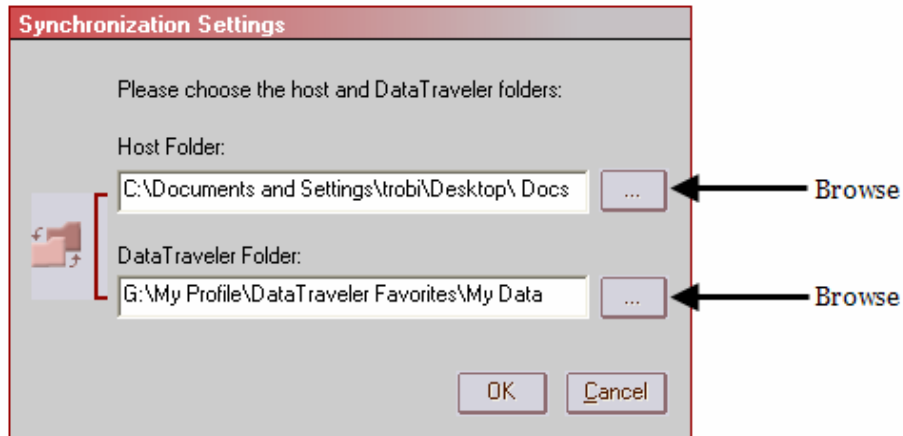 Synchronization Settings
Please choose the host and DataTraveler folders:
Host Folder:
C:\Documents and Settings\trobi\Desktop\ Docs ... Browse
DataTraveler Folder:
G:\My Profile\DataTraveler Favorites\My Data ... Browse
OK Cancel